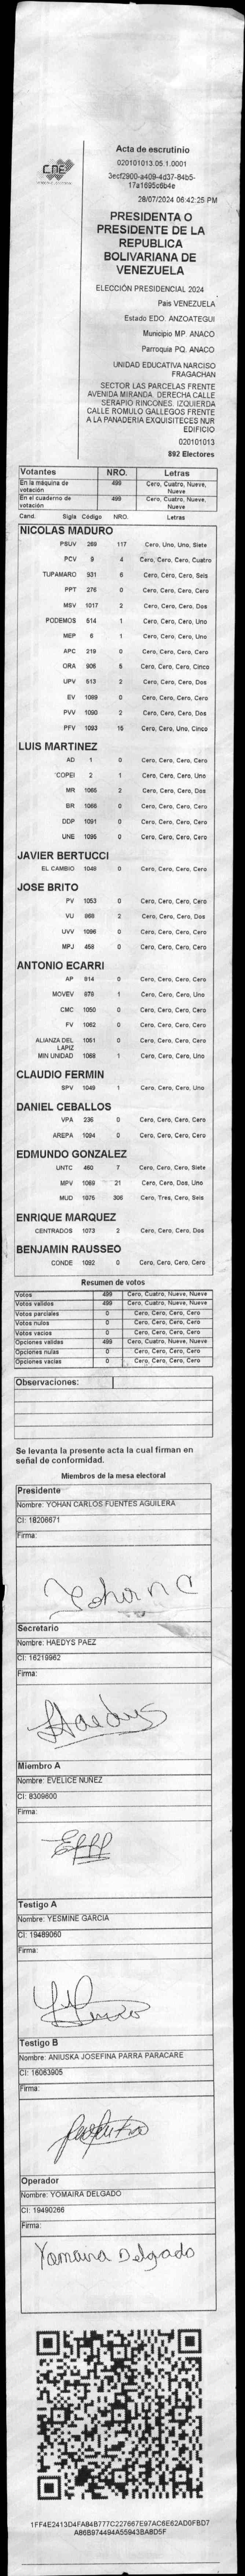 CNE
Acta de escrutinio
020101013.05.1.0001
3ecf2900-a409-4d37-84b5-
17a1695c6b4e
28/07/2024 06:42:25 PM
PRESIDENTA O
PRESIDENTE DE LA
REPUBLICA
BOLIVARIANA DE
VENEZUELA
ELECCIÓN PRESIDENCIAL 2024
Pais VENEZUELA
Estado EDO. ANZOATEGUI
Municipio MP. ANACO
Parroquia PQ. ANACO
UNIDAD EDUCATIVA NARCISO
FRAGACHAN
SECTOR LAS PARCELAS FRENTE
AVENIDA MIRANDA. DERECHA CALLE
SERAPIO RINCONES. IZQUIERDA
CALLE ROMULO GALLEGOS FRENTE
A LA PANADERIA EXQUISITECES NUR
EDIFICIO
020101013
892 Electores
Votantes NRO. Letras
En la máquina de votación 499 Cero, Cuatro, Nueve, Nueve
En el cuaderno de votación 499 Cero, Cuatro, Nueve, Nueve
Cand. Sigla Código NRO. Letras
NICOLAS MADURO
PSUV 269 117 Cero, Uno, Uno, Siete
PCV 9 4 Cero, Cero, Cero, Cuatro
TUPAMARO 931 6 Cero, Cero, Cero, Seis
PPT 276 0 Cero, Cero, Cero, Cero
MSV 1017 2 Cero, Cero, Cero, Dos
PODEMOS 514 1 Cero, Cero, Cero, Uno
MEP 6 1 Cero, Cero, Cero, Uno
APC 219 0 Cero, Cero, Cero, Cero
ORA 906 5 Cero, Cero, Cero, Cinco
UPV 513 2 Cero, Cero, Cero, Dos
EV 1089 0 Cero, Cero, Cero, Cero
PVV 1090 2 Cero, Cero, Cero, Dos
PFV 1093 15 Cero, Cero, Uno, Cinco
LUIS MARTINEZ
AD 1 0 Cero, Cero, Cero, Cero
COPEI 2 1 Cero, Cero, Cero, Uno
MR 1065 2 Cero, Cero, Cero, Dos
BR 1066 0 Cero, Cero, Cero, Cero
DDP 1091 0 Cero, Cero, Cero, Cero
UNE 1095 0 Cero, Cero, Cero, Cero
JAVIER BERTUCCI
EL CAMBIO 1048 0 Cero, Cero, Cero, Cero
JOSE BRITO
PV 1053 0 Cero, Cero, Cero, Cero
VU 868 2 Cero, Cero, Cero, Dos
UVV 1096 0 Cero, Cero, Cero, Cero
MPJ 458 0 Cero, Cero, Cero, Cero
ANTONIO ECARRI
AP 814 0 Cero, Cero, Cero, Cero
MOVEV 879 1 Cero, Cero, Cero, Uno
CMC 1050 0 Cero, Cero, Cero, Cero
FV 1062 0 Cero, Cero, Cero, Cero
ALIANZA DEL 1051 0 Cero, Cero, Cero, Cero
LAPIZ
MIN UNIDAD 1068 1 Cero, Cero, Cero, Uno
CLAUDIO FERMIN
SPV 1049 1 Cero, Cero, Cero, Uno
DANIEL CEBALLOS
VPA 236 0 Cero, Cero, Cero, Cero
AREPA 1094 0 Cero, Cero, Cero, Cero
EDMUNDO GONZALEZ
UNTC 460 7 Cero, Cero, Cero, Siete
MPV 1069 21 Cero, Cero, Dos, Uno
MUD 1076 306 Cero, Tres, Cero, Seis
ENRIQUE MARQUEZ
CENTRADOS 1073 2 Cero, Cero, Cero, Dos
BENJAMIN RAUSSEO
CONDE 1092 0 Cero, Cero, Cero, Cero
Resumen de votos
Votos 499 Cero, Cuatro, Nueve, Nueve
Votos validos 499 Cero, Cuatro, Nueve, Nueve
Votos parciales 0 Cero, Cero, Cero, Cero
Votos nulos 0 Cero, Cero, Cero, Cero
Votos vacios 0 Cero, Cero, Cero, Cero
Opciones validas 499 Cero, Cuatro, Nueve, Nueve
Opciones nulas 0 Cero, Cero, Cero, Cero
Opciones vacias 0 Cero, Cero, Cero, Cero
Observaciones:
Se levanta la presente acta la cual firman en
señal de conformidad.
Miembros de la mesa electoral
Presidente
Nombre: YOHAN CARLOS FUENTES AGUILERA
CI: 18206671
Firma:
Secretario
Nombre: HAEDYS PAEZ
CI: 16219962
Firma:
Haedys
Miembro A
Nombre: EVELICE NUÑEZ
CI: 8309600
Firma:
Testigo A
Nombre: YESMINE GARCIA
CI: 19489060
Firma:
Testigo B
Nombre: ANIUSKA JOSEFINA PARRA PARACARE
CI: 16063905
Firma:
Operador
Nombre: YOMAIRA DELGADO
CI: 19490266
Firma:
Yomaira Delgado
1FF4E2413D4FA84B777C227667E97AC6E62AD0FBD7
A86B974494A55943BA8D5F